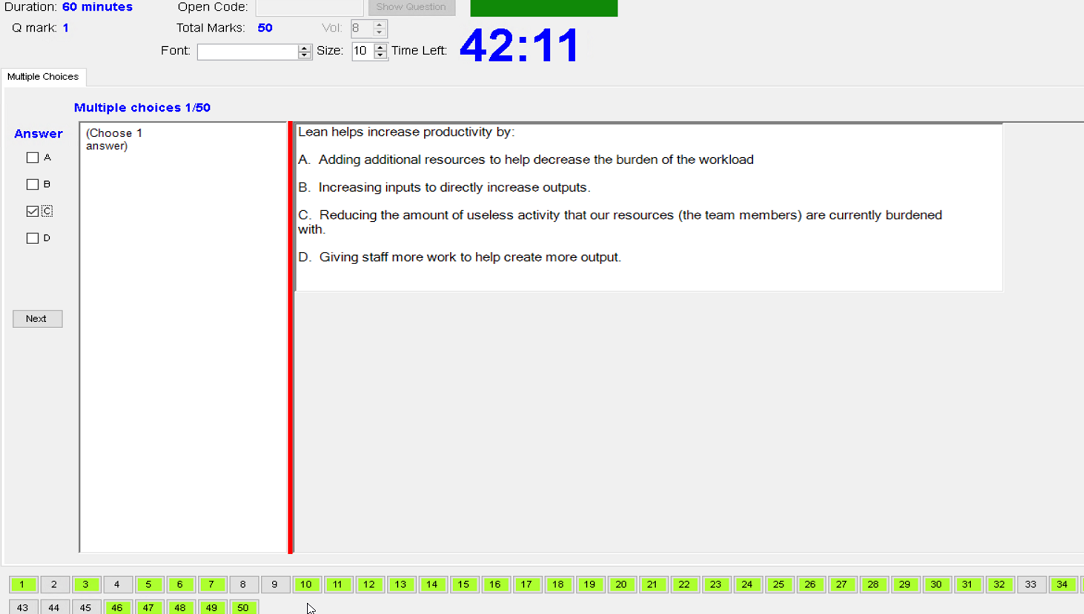 Duration: 60 minutes Open Code: Show Question
Q mark: 1 Total Marks: 50 Vol: 8
Font: Size: 10 Time Left: 42:11
Multiple Choices
Multiple choices 1/50
Answer
A
B
C
D
Next
(Choose 1
answer)
Lean helps increase productivity by:
A. Adding additional resources to help decrease the burden of the workload
B. Increasing inputs to directly increase outputs.
C. Reducing the amount of useless activity that our resources (the team members) are currently burdened
with.
D. Giving staff more work to help create more output.
1 2 3 4 5 6 7 8 9 10 11 12 13 14 15 16 17 18 19 20 21 22 23 24 25 26 27 28 29 30 31 32 33 34
43 44 45 46 47 48 49 50